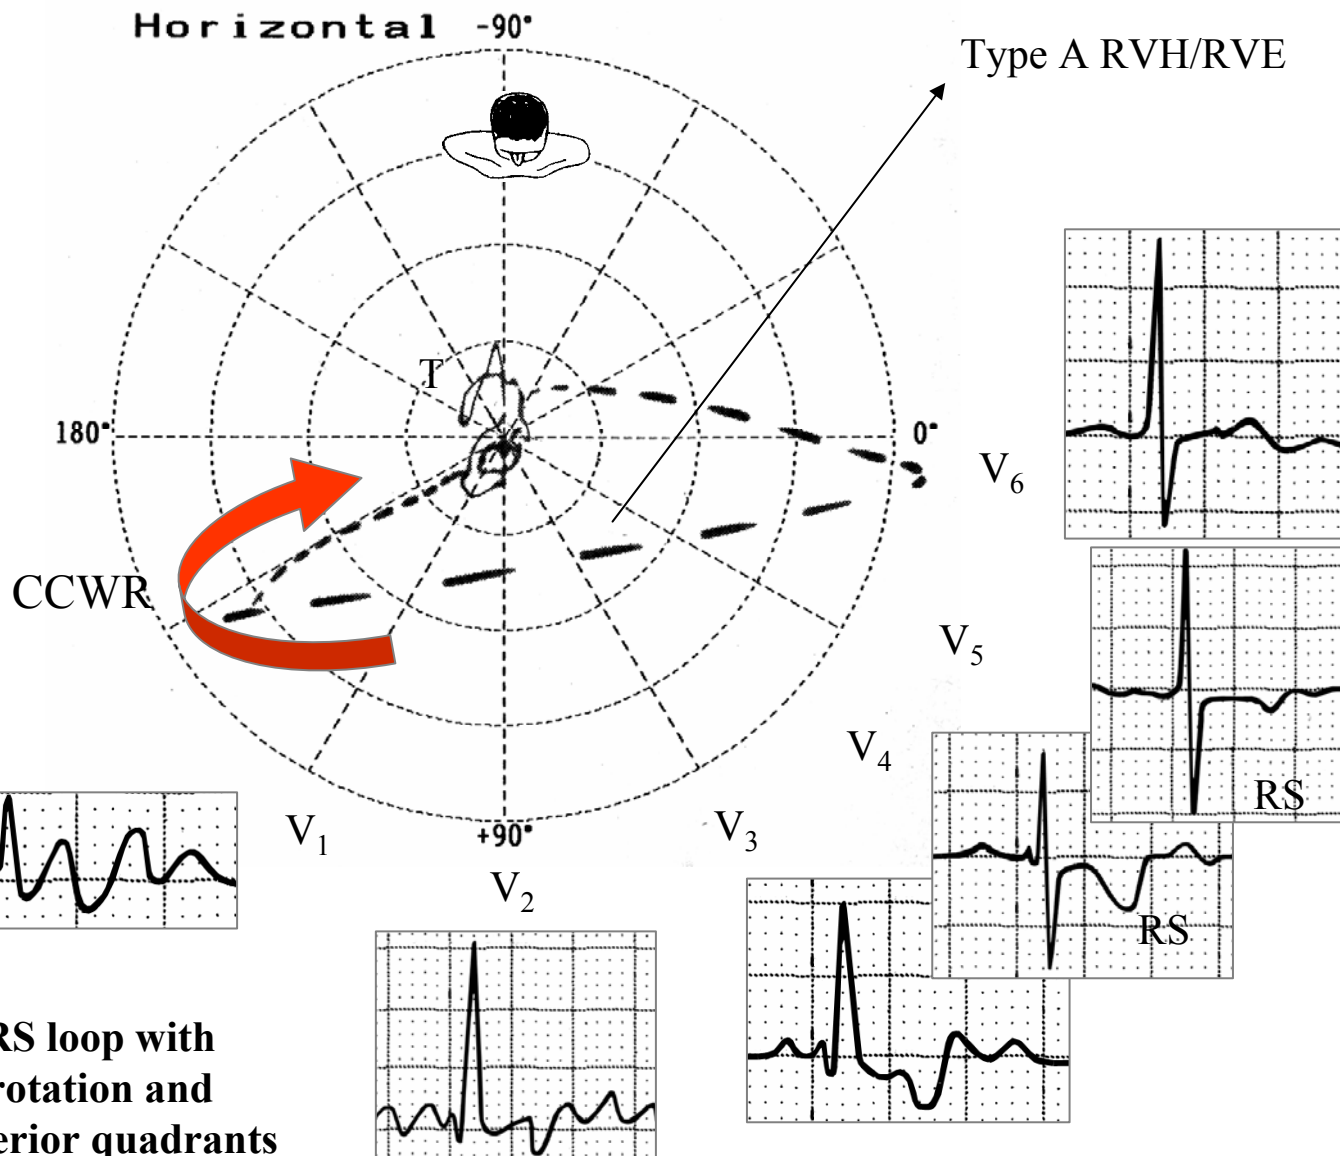 Horizontal -90°
Type A RVH/RVE
T
180°
0°
V6
CCWR
V5
V4
RS
V1
+90°
V3
V2
RS
RS loop with
rotation and
erior quadrants